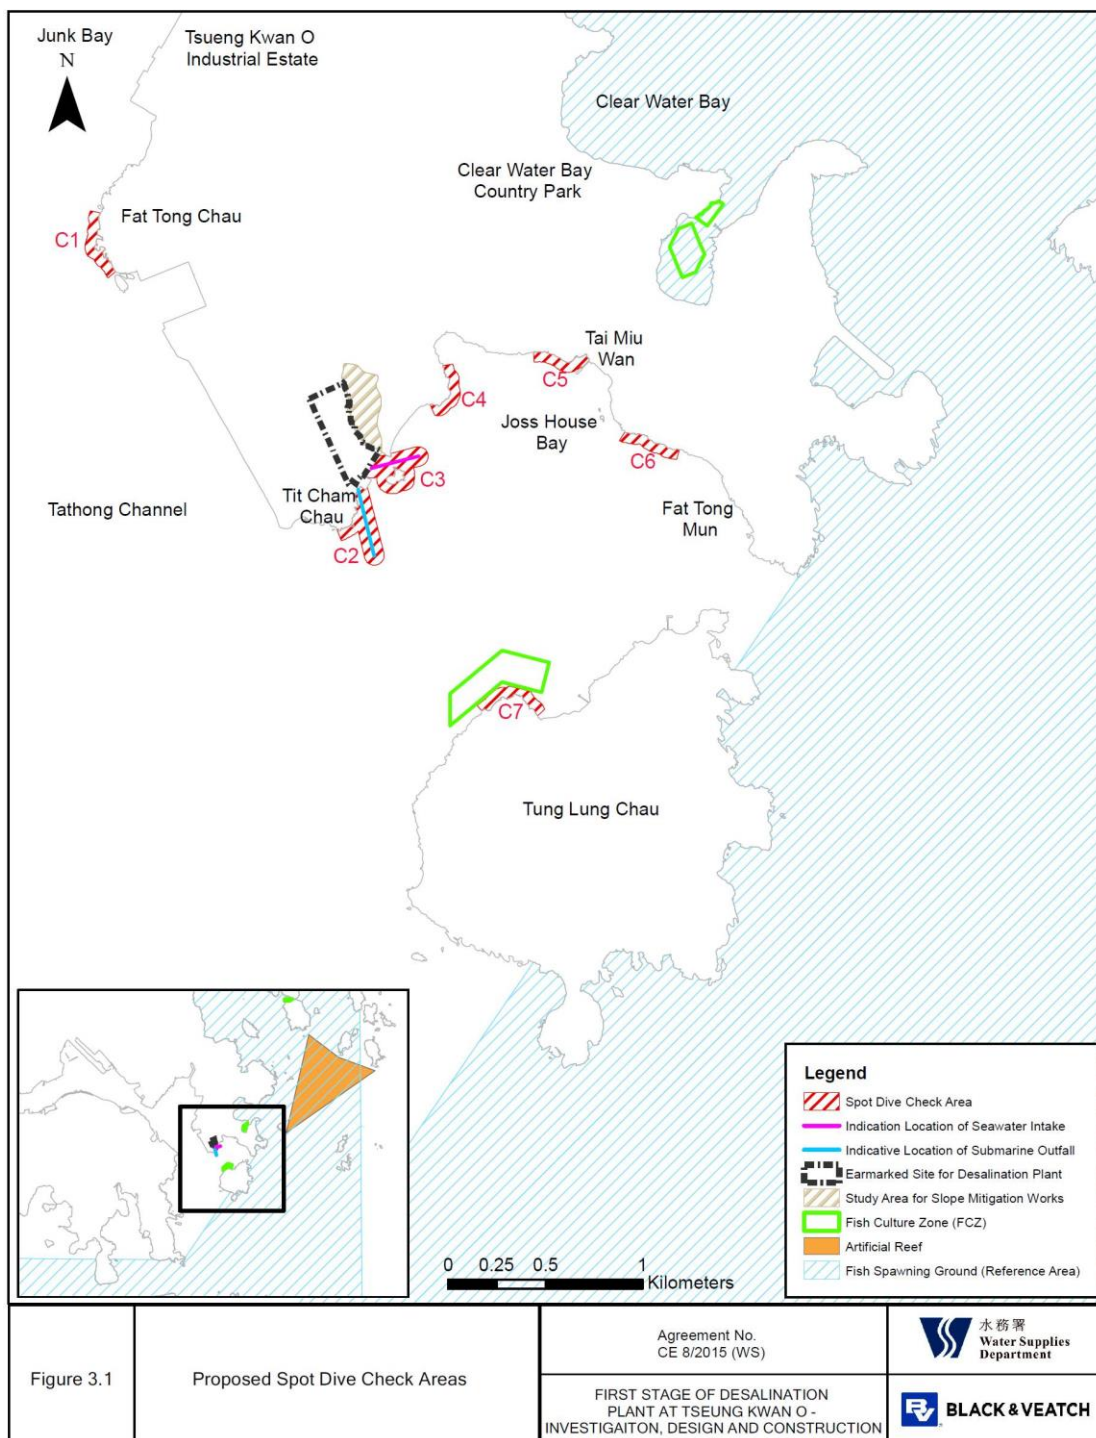 Junk Bay
N
Tsueng Kwan O
Industrial Estate
Clear Water Bay
Clear Water Bay
Country Park
Fat Tong Chau
C1
Tai Miu
Wan
C5
C4
Joss House
Bay
C6
C3
Tit Cham
Chau
Tathong Channel
Fat Tong
Mun
C2
C7
Tung Lung Chau
0 0.25 0.5 1
Kilometers
Legend
Spot Dive Check Area
Indication Location of Seawater Intake
Indicative Location of Submarine Outfall
Earmarked Site for Desalination Plant
Study Area for Slope Mitigation Works
Fish Culture Zone (FCZ)
Artificial Reef
Fish Spawning Ground (Reference Area)
Figure 3.1
Proposed Spot Dive Check Areas
Agreement No.
CE 8/2015 (WS)
FIRST STAGE OF DESALINATION
PLANT AT TSEUNG KWAN O -
INVESTIGAITON, DESIGN AND CONSTRUCTION
水務署
Water Supplies
Department
BV BLACK & VEATCH